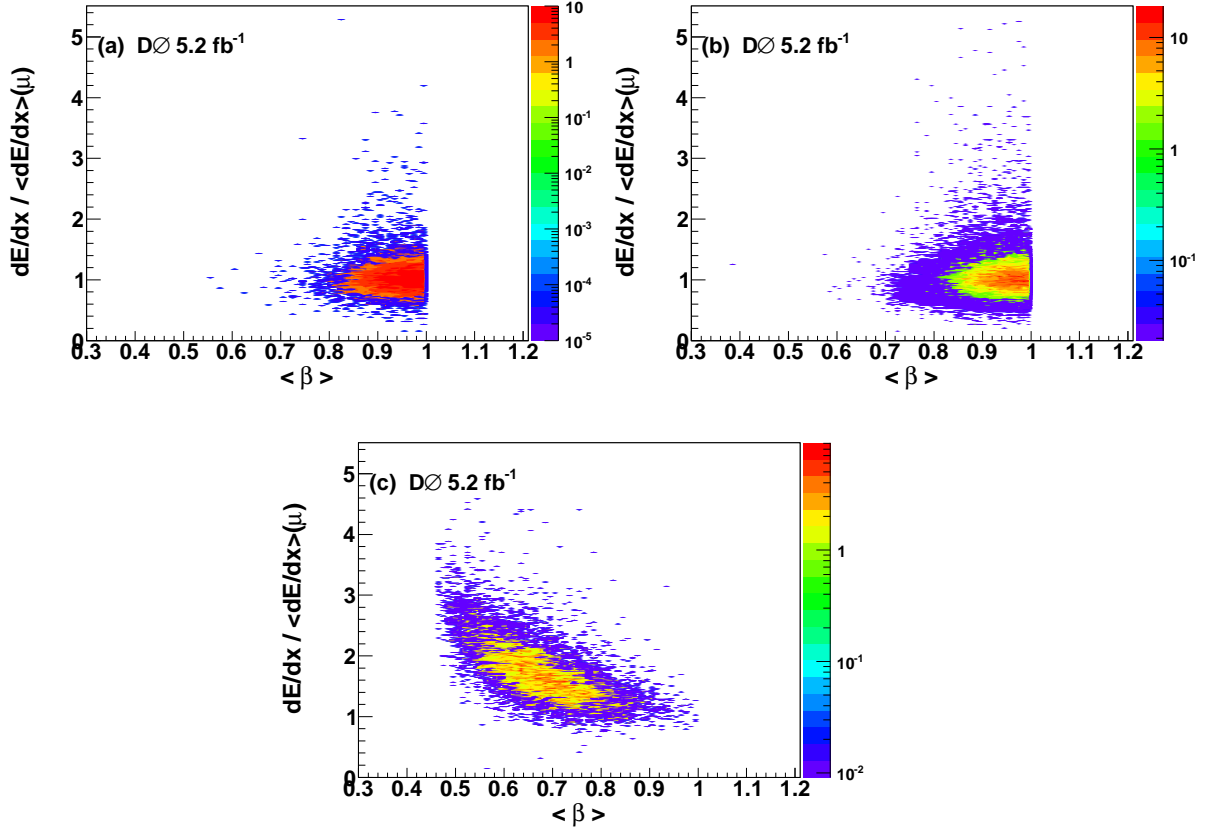 (a) DØ 5.2 fb⁻¹
dE/dx / <dE/dx>(μ)
0 1 2 3 4 5
0.3 0.4 0.5 0.6 0.7 0.8 0.9 1 1.1 1.2
< β >
10
1
10⁻¹
10⁻²
10⁻³
10⁻⁴
10⁻⁵
(b) DØ 5.2 fb⁻¹
dE/dx / <dE/dx>(μ)
0 1 2 3 4 5
0.3 0.4 0.5 0.6 0.7 0.8 0.9 1 1.1 1.2
< β >
10
1
10⁻¹
(c) DØ 5.2 fb⁻¹
dE/dx / <dE/dx>(μ)
0 1 2 3 4 5
0.3 0.4 0.5 0.6 0.7 0.8 0.9 1 1.1 1.2
< β >
1
10⁻¹
10⁻²